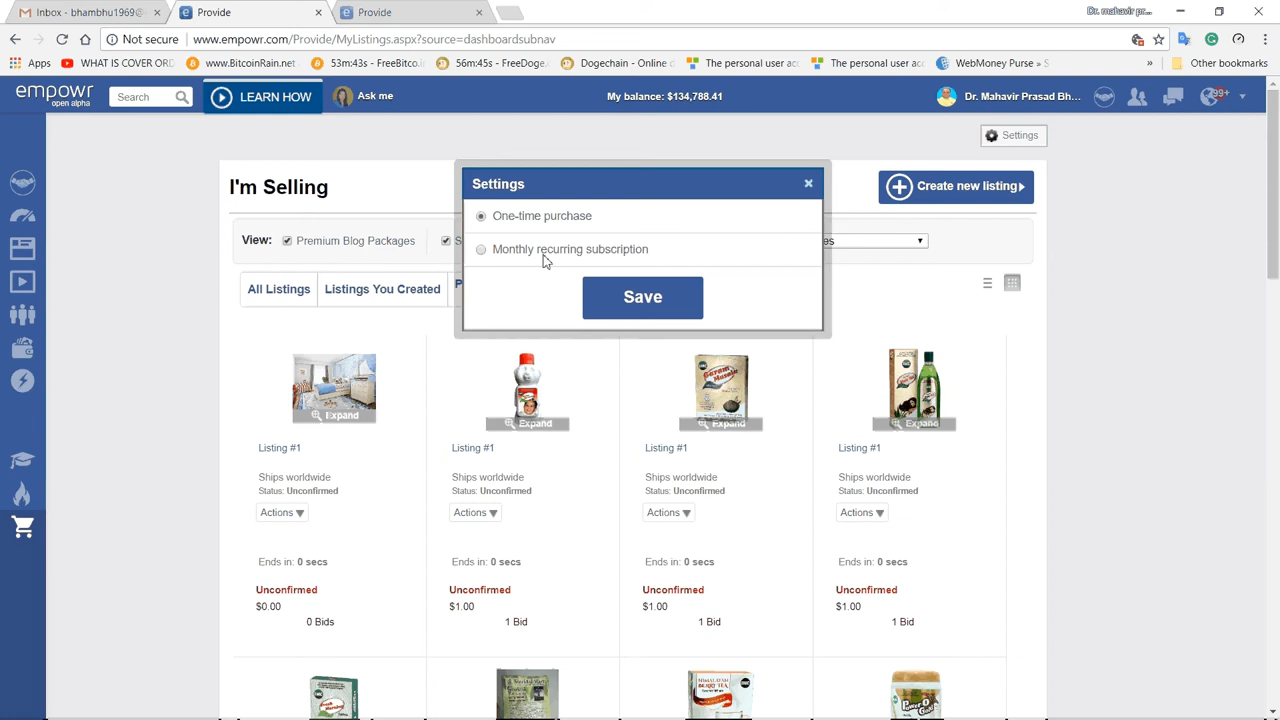 Inbox - bhambhu1969@
Provide
Provide
Dr. mahavir pr...
Not secure
www.empowr.com/Provide/MyListings.aspx?source=dashboardsubnav
Apps
WHAT IS COVER ORD
www.BitcoinRain.net
53m:43s - FreeBitco.i
56m:45s - FreeDoge.
Dogechain - Online c
The personal user acc
The personal user acc
WebMoney Purse » S
»
Other bookmarks
empowr
open alpha
Search
LEARN HOW
Ask me
My balance: $134,788.41
Dr. Mahavir Prasad Bh...
99+
Settings
I'm Selling
Create new listing
Settings
×
One-time purchase
Monthly recurring subscription
Save
View:
Premium Blog Packages
S
es
All Listings
Listings You Created
P
Expand
Expand
Expand
Expand
Listing #1
Listing #1
Listing #1
Listing #1
Ships worldwide
Ships worldwide
Ships worldwide
Ships worldwide
Status: Unconfirmed
Status: Unconfirmed
Status: Unconfirmed
Status: Unconfirmed
Actions
Actions
Actions
Actions
Ends in: 0 secs
Ends in: 0 secs
Ends in: 0 secs
Ends in: 0 secs
Unconfirmed
Unconfirmed
Unconfirmed
Unconfirmed
$0.00
$1.00
$1.00
$1.00
0 Bids
1 Bid
1 Bid
1 Bid